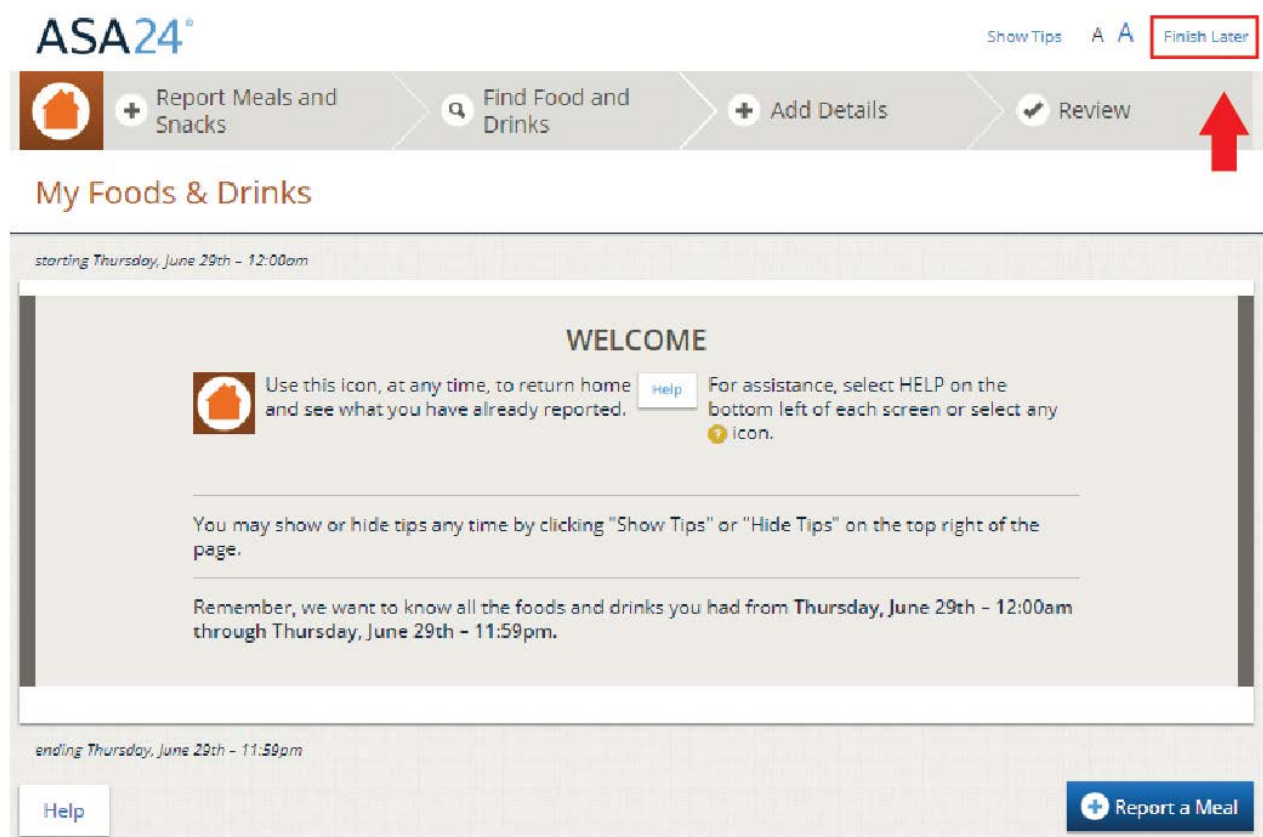 ASA24®
Show Tips A A Finish Later
Report Meals and
Snacks
Find Food and
Drinks
Add Details
Review
My Foods & Drinks
starting Thursday, June 29th – 12:00am
WELCOME
Use this icon, at any time, to return home
and see what you have already reported.
Help
For assistance, select HELP on the
bottom left of each screen or select any
? icon.
You may show or hide tips any time by clicking "Show Tips" or "Hide Tips" on the top right of the
page.
Remember, we want to know all the foods and drinks you had from Thursday, June 29th – 12:00am
through Thursday, June 29th – 11:59pm.
ending Thursday, June 29th – 11:59pm
Help
Report a Meal